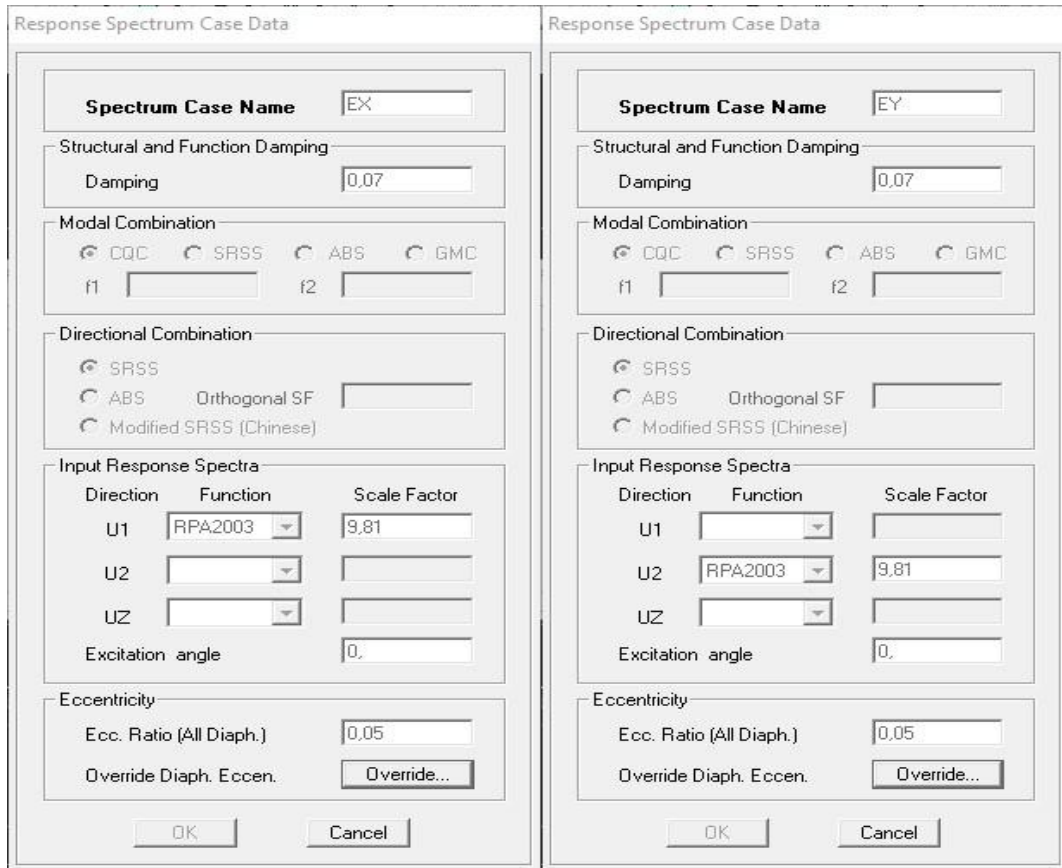 Response Spectrum Case Data
Spectrum Case Name EX
Structural and Function Damping
Damping 0,07
Modal Combination
CQC SRSS ABS GMC
f1 f2
Directional Combination
SRSS
ABS Orthogonal SF
Modified SRSS (Chinese)
Input Response Spectra
Direction Function Scale Factor
U1 RPA2003 9,81
U2
UZ
Excitation angle 0,
Eccentricity
Ecc. Ratio (All Diaph.) 0,05
Override Diaph. Eccen. Override...
OK Cancel
Response Spectrum Case Data
Spectrum Case Name EY
Structural and Function Damping
Damping 0,07
Modal Combination
CQC SRSS ABS GMC
f1 f2
Directional Combination
SRSS
ABS Orthogonal SF
Modified SRSS (Chinese)
Input Response Spectra
Direction Function Scale Factor
U1
U2 RPA2003 9,81
UZ
Excitation angle 0,
Eccentricity
Ecc. Ratio (All Diaph.) 0,05
Override Diaph. Eccen. Override...
OK Cancel